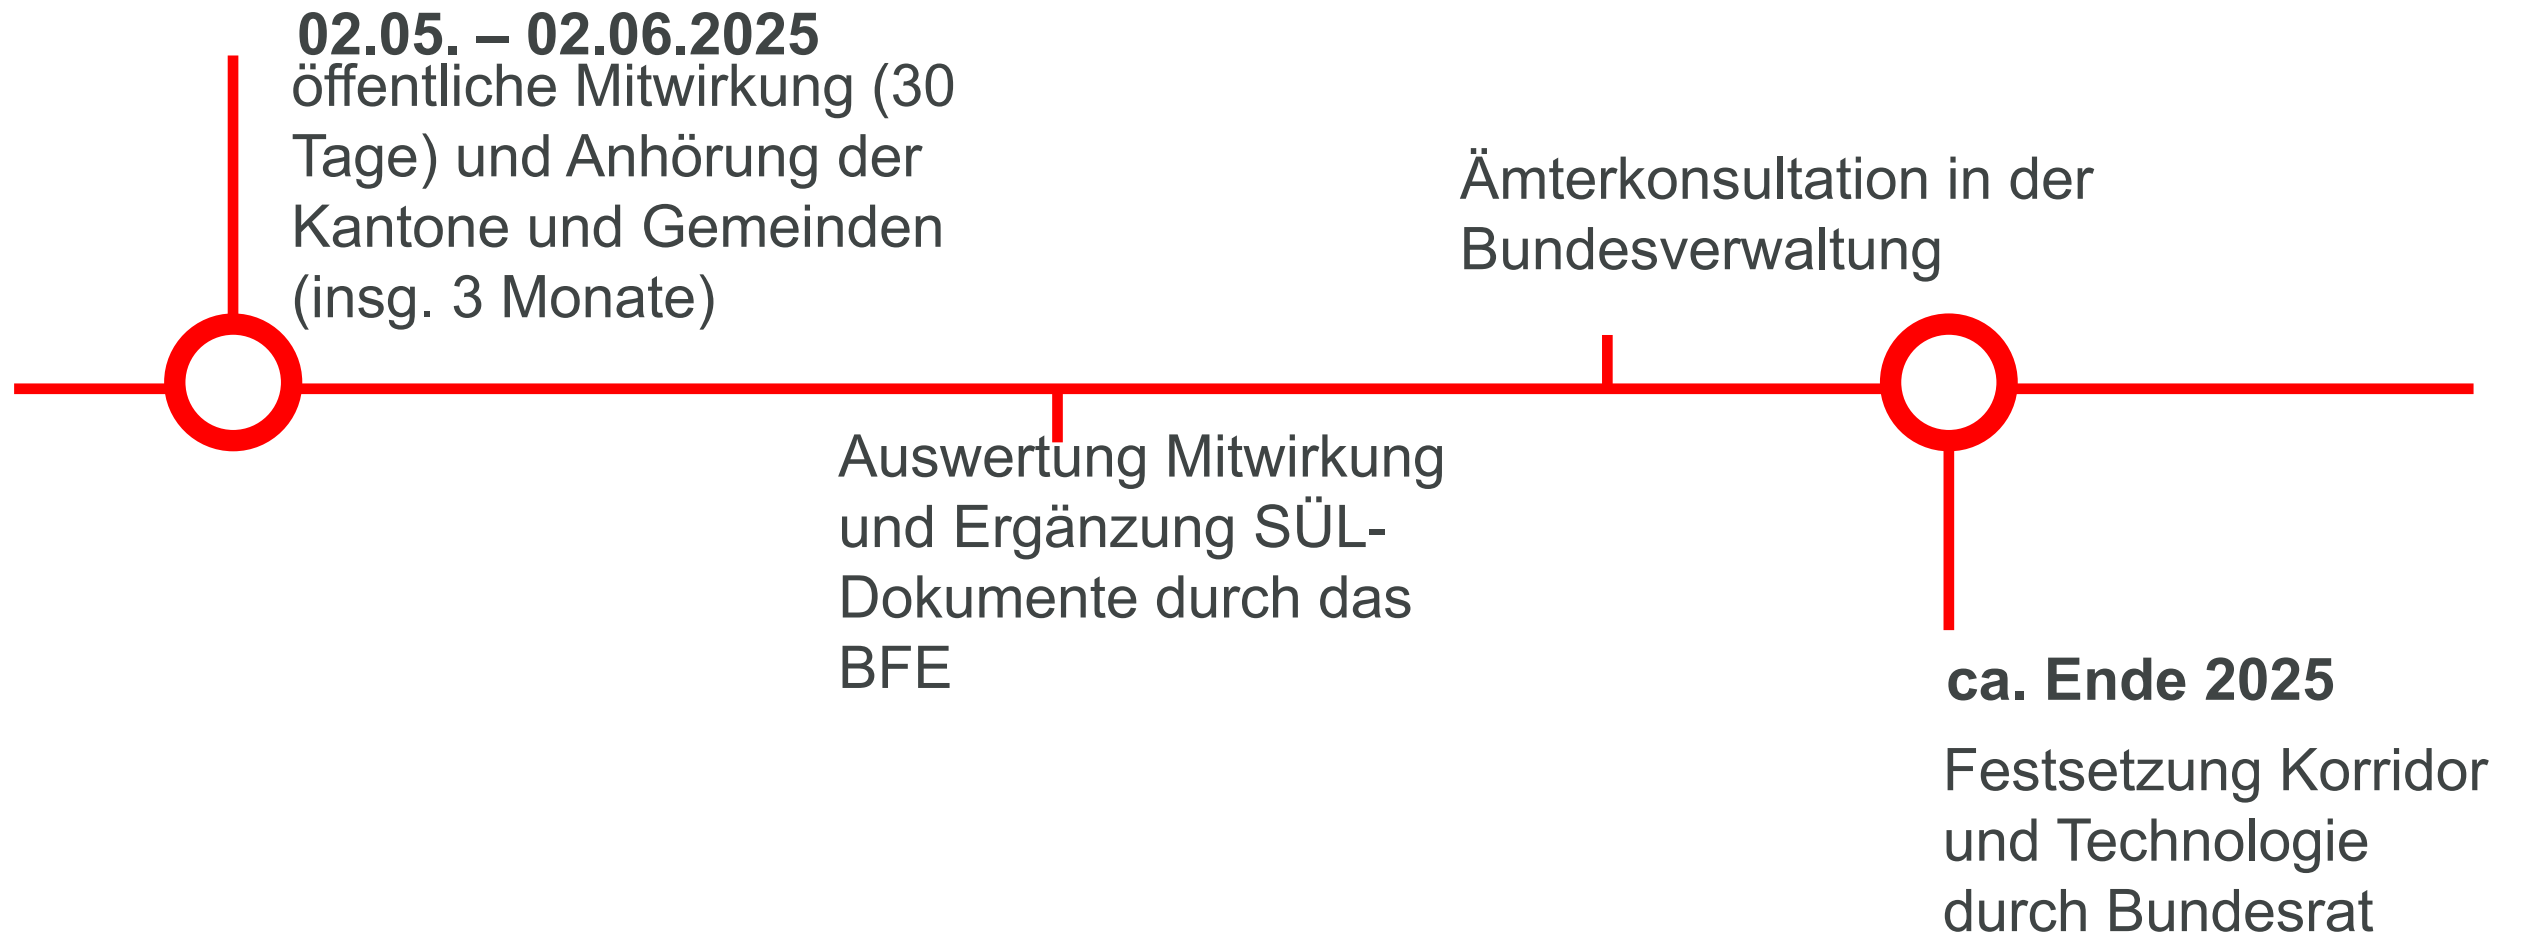 02.05. – 02.06.2025
öffentliche Mitwirkung (30
Tage) und Anhörung der
Kantone und Gemeinden
(insg. 3 Monate)
Auswertung Mitwirkung
und Ergänzung SÜL-
Dokumente durch das
BFE
Ämterkonsultation in der
Bundesverwaltung
ca. Ende 2025
Festsetzung Korridor
und Technologie
durch Bundesrat